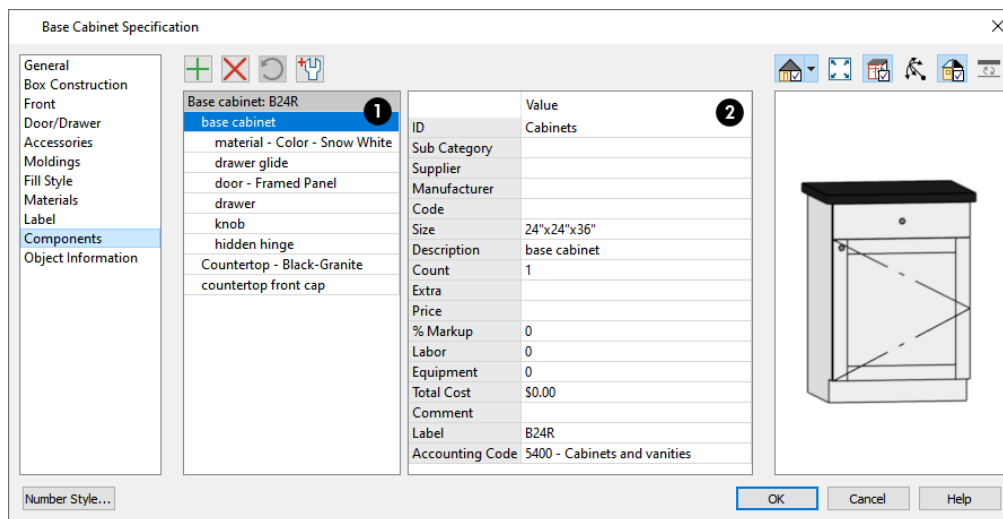 Base Cabinet Specification
General
Box Construction
Front
Door/Drawer
Accessories
Moldings
Fill Style
Materials
Label
Components
Object Information
Base cabinet: B24R
1
base cabinet
material - Color - Snow White
drawer glide
door - Framed Panel
drawer
knob
hidden hinge
Countertop - Black-Granite
countertop front cap
Value
2
ID Cabinets
Sub Category
Supplier
Manufacturer
Code
Size 24"x24"x36"
Description base cabinet
Count 1
Extra
Price
% Markup 0
Labor 0
Equipment 0
Total Cost $0.00
Comment
Label B24R
Accounting Code 5400 - Cabinets and vanities
Number Style... OK Cancel Help